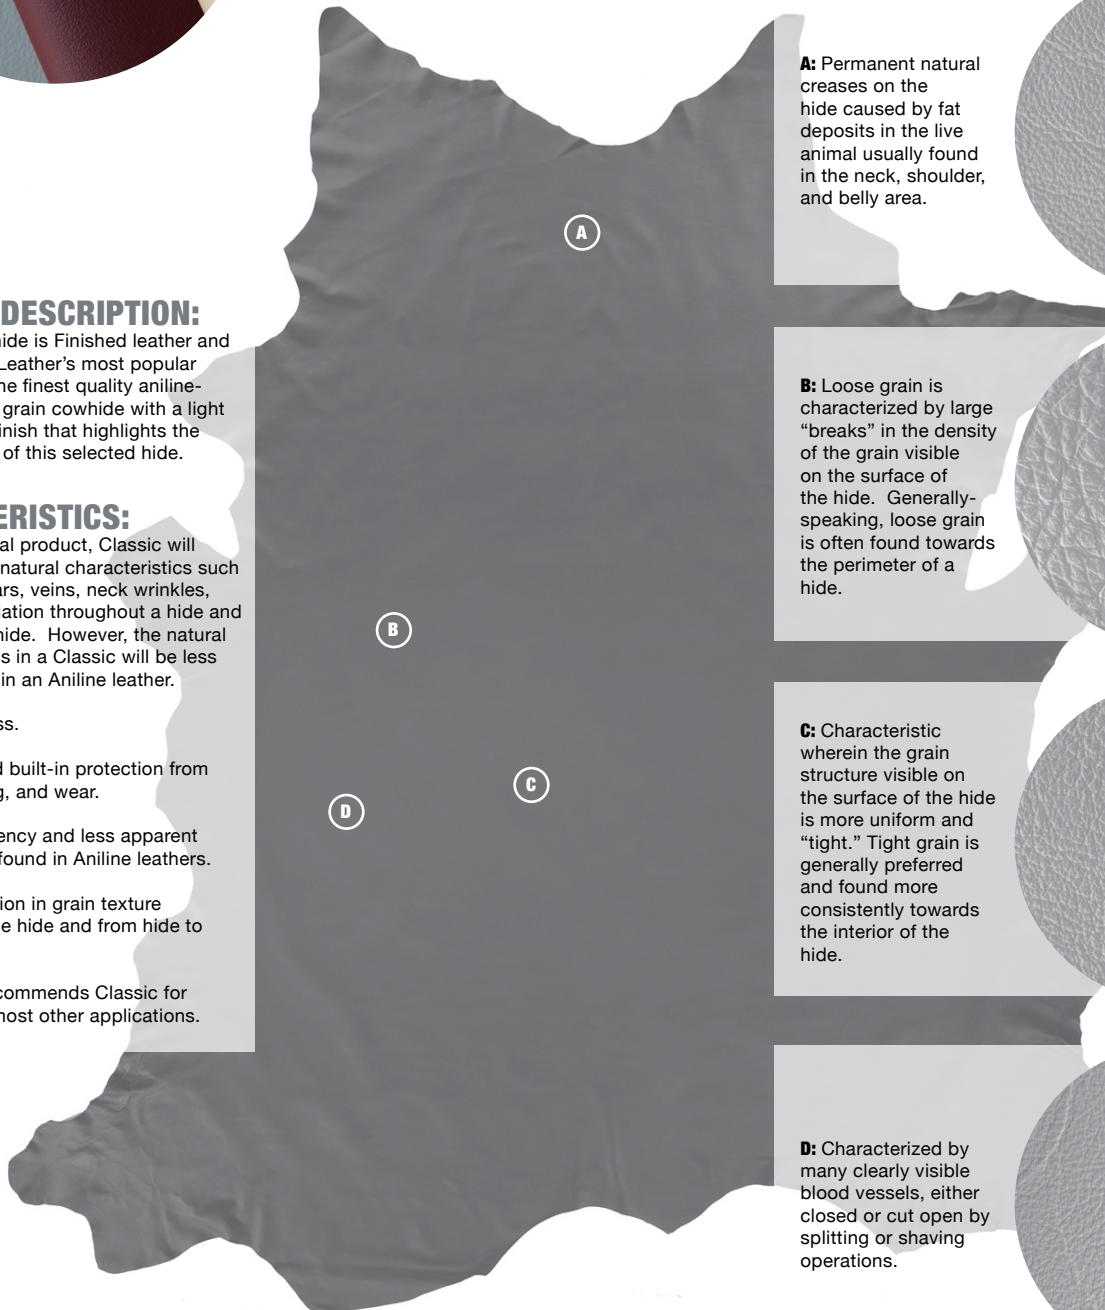 DESCRIPTION:
hide is Finished leather and
Leather’s most popular
he finest quality aniline-
grain cowhide with a light
inish that highlights the
of this selected hide.
ERISTICS:
al product, Classic will
natural characteristics such
ars, veins, neck wrinkles,
iation throughout a hide and
hide.  However, the natural
s in a Classic will be less
in an Aniline leather.
ss.
d built-in protection from
g, and wear.
ency and less apparent
found in Aniline leathers.
tion in grain texture
e hide and from hide to
commends Classic for
most other applications.
A
B
C
D
A: Permanent natural
creases on the
hide caused by fat
deposits in the live
animal usually found
in the neck, shoulder,
and belly area.
B: Loose grain is
characterized by large
“breaks” in the density
of the grain visible
on the surface of
the hide.  Generally-
speaking, loose grain
is often found towards
the perimeter of a
hide.
C: Characteristic
wherein the grain
structure visible on
the surface of the hide
is more uniform and
“tight.” Tight grain is
generally preferred
and found more
consistently towards
the interior of the
hide.
D: Characterized by
many clearly visible
blood vessels, either
closed or cut open by
splitting or shaving
operations.